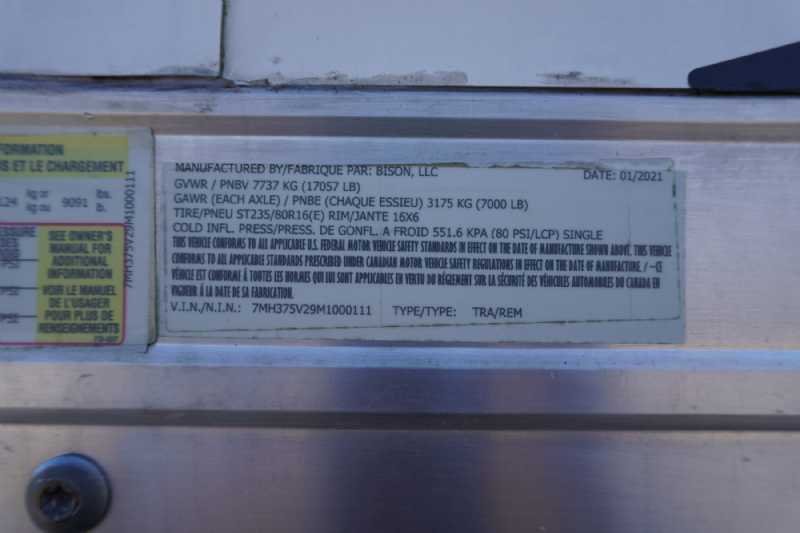 FORMATION
S ET LE CHARGEMENT
124 kg or kg ou 9091 lbs. lb.
SEE OWNER'S
MANUAL FOR
ADDITIONAL
INFORMATION
VOIR LE MANUEL
DE L'USAGER
POUR PLUS DE
RENSEIGNEMENTS
7MH375V29M1000111
MANUFACTURED BY/FABRIQUE PAR: BISON, LLC DATE: 01/2021
GVWR / PNBV 7737 KG (17057 LB)
GAWR (EACH AXLE) / PNBE (CHAQUE ESSIEU) 3175 KG (7000 LB)
TIRE/PNEU ST235/80R16(E) RIM/JANTE 16X6
COLD INFL. PRESS/PRESS. DE GONFL. A FROID 551.6 KPA (80 PSI/LCP) SINGLE
THIS VEHICLE CONFORMS TO ALL APPLICABLE U.S. FEDERAL MOTOR VEHICLE SAFETY STANDARDS IN EFFECT ON THE DATE OF MANUFACTURE SHOWN ABOVE. THIS VEHICLE
CONFORMS TO ALL APPLICABLE STANDARDS PRESCRIBED UNDER CANADIAN MOTOR VEHICLE SAFETY REGULATIONS IN EFFECT ON THE DATE OF MANUFACTURE. / –CE
VÉHICLE EST CONFORME À TOUTES LES NORMES QUI LUI SONT APPLICABLES EN VERTU DU RÉGLEMENT SUR LA SÉCURITÉ DES VÉHICULES AUTOMOBILES DU CANADA EN
VIGUEUR À LA DATE DE SA FABRICATION.
V.I.N./N.I.N.: 7MH375V29M1000111 TYPE/TYPE: TRA/REM